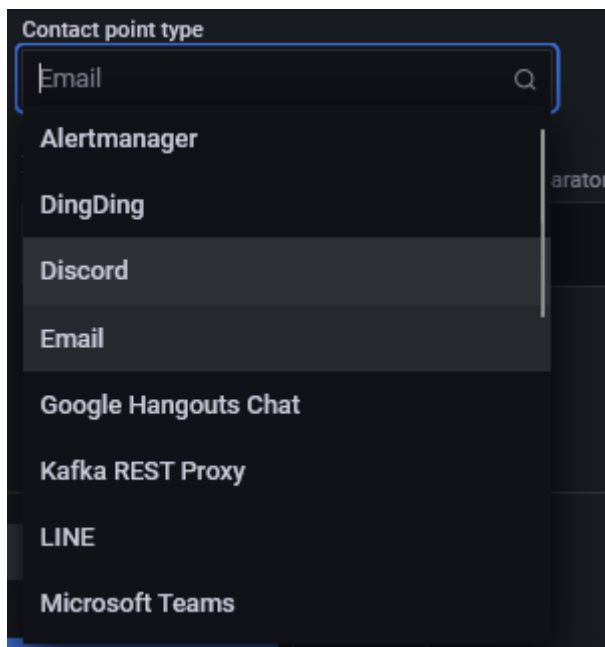 Contact point type
Email
Alertmanager
DingDing
Discord
Email
Google Hangouts Chat
Kafka REST Proxy
LINE
Microsoft Teams